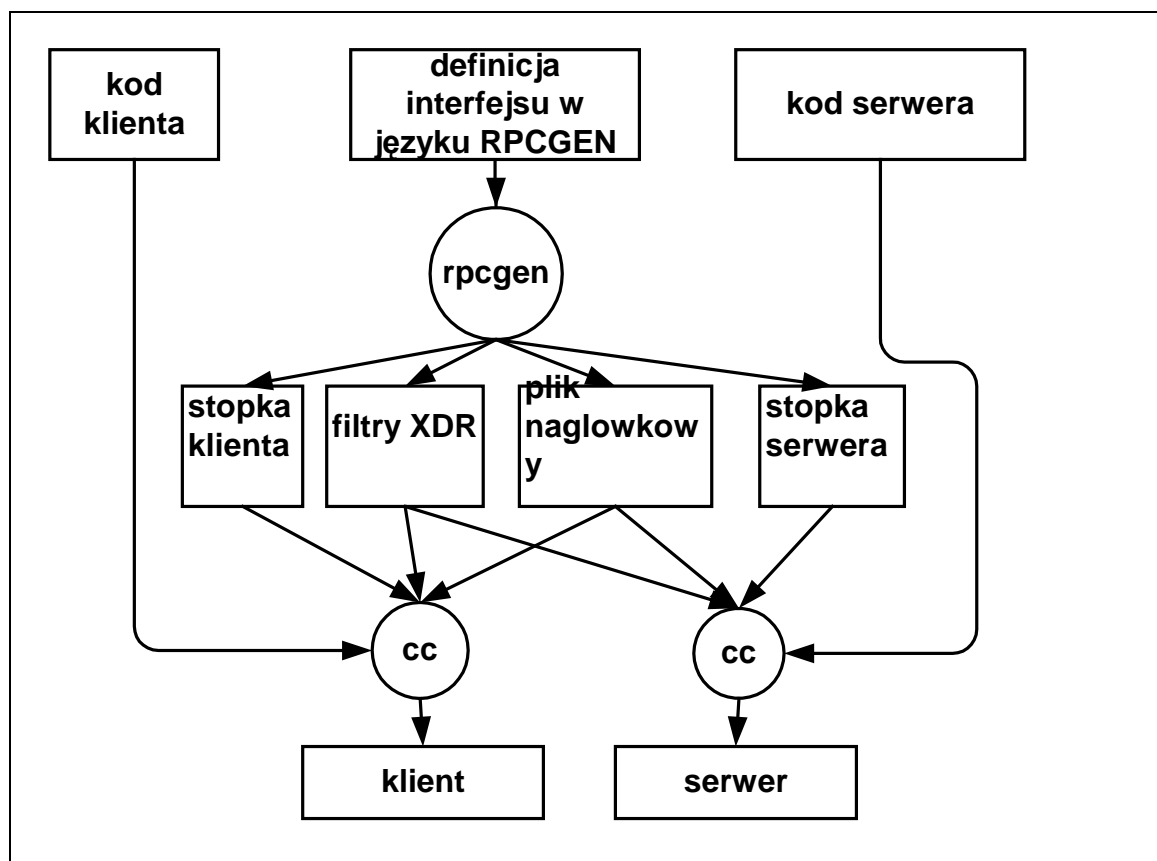 kod
klienta
definicja
interfejsu w
języku RPCGEN
kod serwera
rpcgen
stopka
klienta
filtry XDR
plik
naglowkow
y
stopka
serwera
cc
cc
klient
serwer